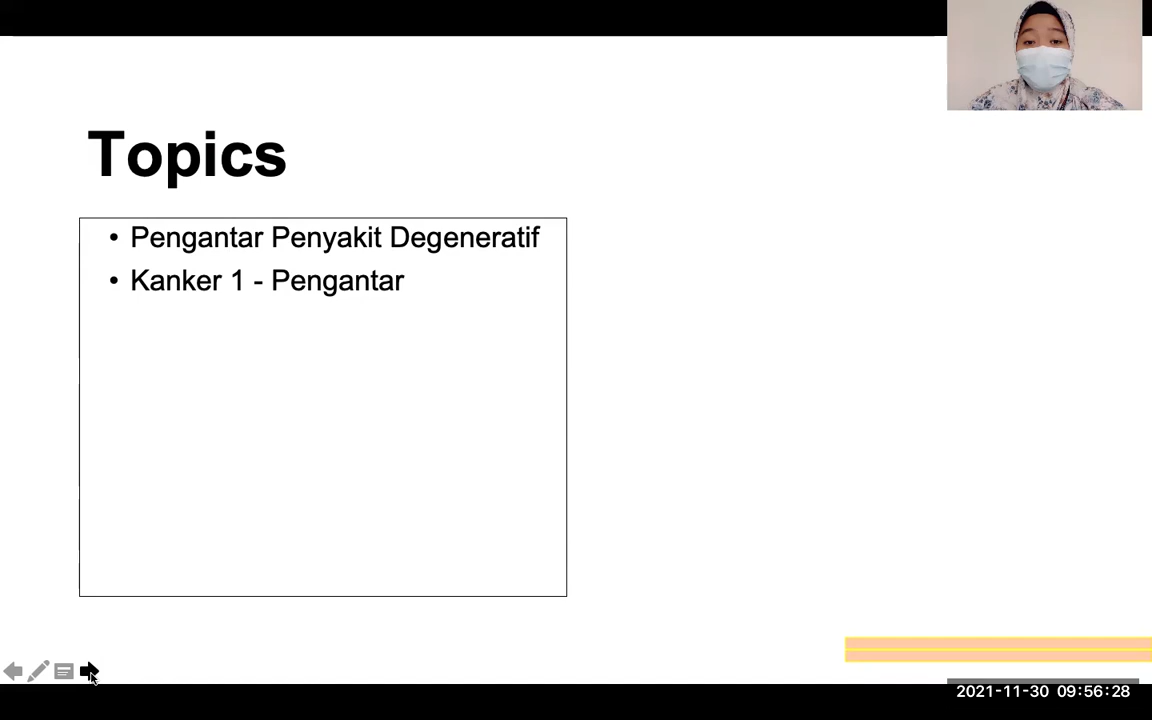 Topics
• Pengantar Penyakit Degeneratif
• Kanker 1 - Pengantar
2021-11-30 09:56:28